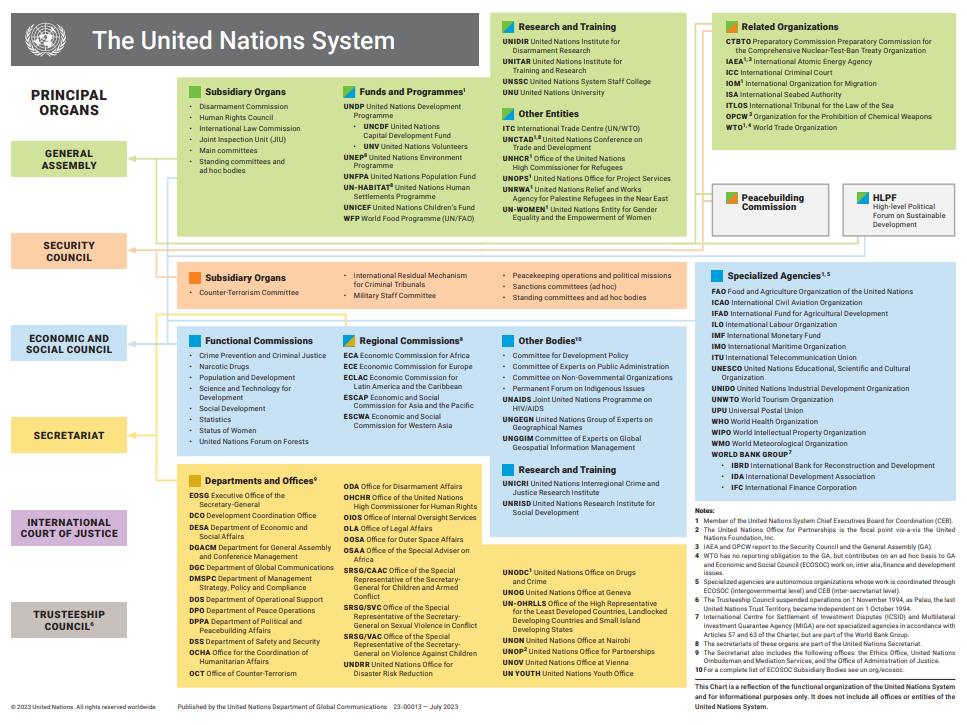 The United Nations System
PRINCIPAL
ORGANS
GENERAL
ASSEMBLY
SECURITY
COUNCIL
ECONOMIC AND
SOCIAL COUNCIL
SECRETARIAT
INTERNATIONAL
COURT OF JUSTICE
TRUSTEESHIP
COUNCIL⁶
Subsidiary Organs
• Disarmament Commission
• Human Rights Council
• International Law Commission
• Joint Inspection Unit (JIU)
• Main committees
• Standing committees and
ad hoc bodies
Funds and Programmes¹
UNDP United Nations Development
Programme
• UNCDF United Nations
Capital Development Fund
• UNV United Nations Volunteers
UNEP⁸ United Nations Environment
Programme
UNFPA United Nations Population Fund
UN-HABITAT⁸ United Nations Human
Settlements Programme
UNICEF United Nations Children's Fund
WFP World Food Programme (UN/FAO)
Research and Training
UNIDIR United Nations Institute for
Disarmament Research
UNITAR United Nations Institute for
Training and Research
UNSSC United Nations System Staff College
UNU United Nations University
Other Entities
ITC International Trade Centre (UN/WTO)
UNCTAD¹,⁸ United Nations Conference on
Trade and Development
UNHCR¹ Office of the United Nations
High Commissioner for Refugees
UNOPS¹ United Nations Office for Project Services
UNRWA¹ United Nations Relief and Works
Agency for Palestine Refugees in the Near East
UN-WOMEN¹ United Nations Entity for Gender
Equality and the Empowerment of Women
Related Organizations
CTBTO Preparatory Commission Preparatory Commission for
the Comprehensive Nuclear-Test-Ban Treaty Organization
IAEA¹,³ International Atomic Energy Agency
ICC International Criminal Court
IOM¹ International Organization for Migration
ISA International Seabed Authority
ITLOS International Tribunal for the Law of the Sea
OPCW³ Organization for the Prohibition of Chemical Weapons
WTO¹,⁴ World Trade Organization
Peacebuilding
Commission
HLPF
High-level Political
Forum on Sustainable
Development
Subsidiary Organs
• Counter-Terrorism Committee
• International Residual Mechanism
for Criminal Tribunals
• Military Staff Committee
• Peacekeeping operations and political missions
• Sanctions committees (ad hoc)
• Standing committees and ad hoc bodies
Functional Commissions
• Crime Prevention and Criminal Justice
• Narcotic Drugs
• Population and Development
• Science and Technology for
Development
• Social Development
• Statistics
• Status of Women
• United Nations Forum on Forests
Regional Commissions⁸
ECA Economic Commission for Africa
ECE Economic Commission for Europe
ECLAC Economic Commission for
Latin America and the Caribbean
ESCAP Economic and Social
Commission for Asia and the Pacific
ESCWA Economic and Social
Commission for Western Asia
Other Bodies¹⁰
• Committee for Development Policy
• Committee of Experts on Public Administration
• Committee on Non-Governmental Organizations
• Permanent Forum on Indigenous Issues
UNAIDS Joint United Nations Programme on
HIV/AIDS
UNGEGN United Nations Group of Experts on
Geographical Names
UNGGIM Committee of Experts on Global
Geospatial Information Management
Research and Training
UNICRI United Nations Interregional Crime and
Justice Research Institute
UNRISD United Nations Research Institute for
Social Development
Specialized Agencies¹,⁵
FAO Food and Agriculture Organization of the United Nations
ICAO International Civil Aviation Organization
IFAD International Fund for Agricultural Development
ILO International Labour Organization
IMF International Monetary Fund
IMO International Maritime Organization
ITU International Telecommunication Union
UNESCO United Nations Educational, Scientific and Cultural
Organization
UNIDO United Nations Industrial Development Organization
UNWTO World Tourism Organization
UPU Universal Postal Union
WHO World Health Organization
WIPO World Intellectual Property Organization
WMO World Meteorological Organization
WORLD BANK GROUP⁷
• IBRD International Bank for Reconstruction and Development
• IDA International Development Association
• IFC International Finance Corporation
Departments and Offices⁹
EOSG Executive Office of the
Secretary-General
DCO Development Coordination Office
DESA Department of Economic and
Social Affairs
DGACM Department for General Assembly
and Conference Management
DGC Department of Global Communications
DMSPC Department of Management
Strategy, Policy and Compliance
DOS Department of Operational Support
DPO Department of Peace Operations
DPPA Department of Political and
Peacebuilding Affairs
DSS Department of Safety and Security
OCHA Office for the Coordination of
Humanitarian Affairs
OCT Office of Counter-Terrorism
ODA Office for Disarmament Affairs
OHCHR Office of the United Nations
High Commissioner for Human Rights
OIOS Office of Internal Oversight Services
OLA Office of Legal Affairs
OOSA Office for Outer Space Affairs
OSAA Office of the Special Adviser on
Africa
SRSG/CAAC Office of the Special
Representative of the Secretary-
General for Children and Armed
Conflict
SRSG/SVC Office of the Special
Representative of the Secretary-
General on Sexual Violence in Conflict
SRSG/VAC Office of the Special
Representative of the Secretary-
General on Violence Against Children
UNDRR United Nations Office for
Disaster Risk Reduction
UNODC¹ United Nations Office on Drugs
and Crime
UNOG United Nations Office at Geneva
UN-OHRLLS Office of the High Representative
for the Least Developed Countries, Landlocked
Developing Countries and Small Island
Developing States
UNON United Nations Office at Nairobi
UNOP² United Nations Office for Partnerships
UNOV United Nations Office at Vienna
UN YOUTH United Nations Youth Office
Notes:
1 Member of the United Nations System Chief Executives Board for Coordination (CEB).
2 The United Nations Office for Partnerships is the focal point vis-a-vis the United
Nations Foundation, Inc.
3 IAEA and OPCW report to the Security Council and the General Assembly (GA).
4 WTO has no reporting obligation to the GA, but contributes on an ad hoc basis to GA
and Economic and Social Council (ECOSOC) work on, inter alia, finance and development
issues.
5 Specialized agencies are autonomous organizations whose work is coordinated through
ECOSOC (intergovernmental level) and CEB (inter-secretariat level).
6 The Trusteeship Council suspended operations on 1 November 1994, as Palau, the last
United Nations Trust Territory, became independent on 1 October 1994.
7 International Centre for Settlement of Investment Disputes (ICSID) and Multilateral
Investment Guarantee Agency (MIGA) are not specialized agencies in accordance with
Articles 57 and 63 of the Charter, but are part of the World Bank Group.
8 The secretariats of these organs are part of the United Nations Secretariat.
9 The Secretariat also includes the following offices: the Ethics Office, United Nations
Ombudsman and Mediation Services, and the Office of Administration of Justice.
10 For a complete list of ECOSOC Subsidiary Bodies see un.org/ecosoc.
This Chart is a reflection of the functional organization of the United Nations System
and for informational purposes only. It does not include all offices or entities of the
United Nations System.
© 2023 United Nations. All rights reserved worldwide
Published by the United Nations Department of Global Communications 23-00013 — July 2023